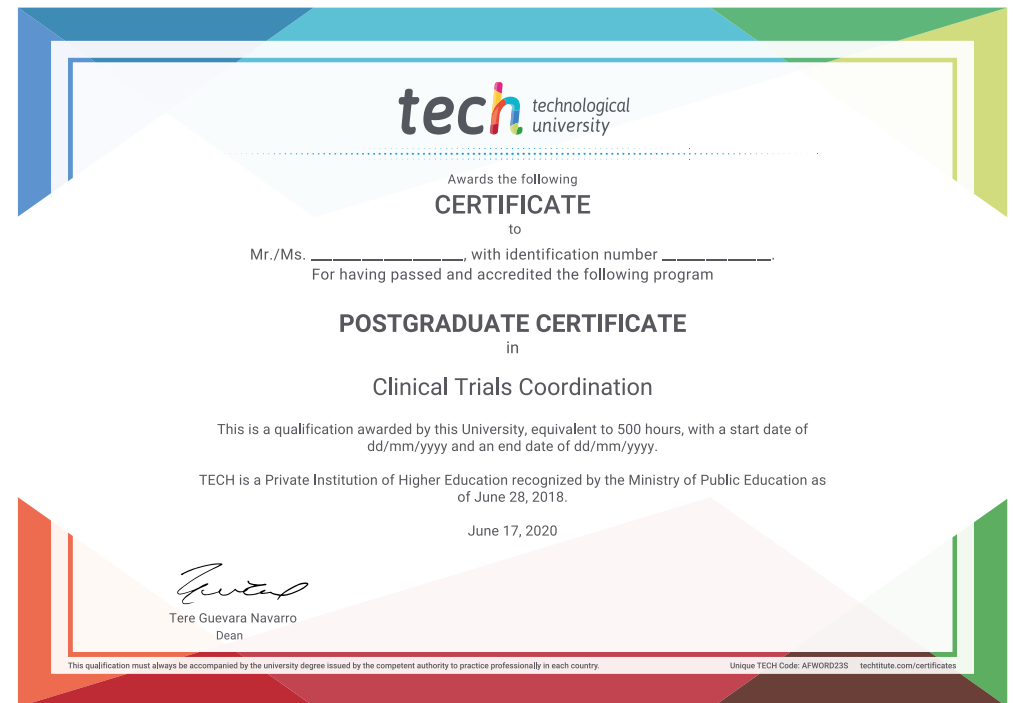 tech technological
university
Awards the following
CERTIFICATE
to
Mr./Ms. __________________, with identification number _____________.
For having passed and accredited the following program
POSTGRADUATE CERTIFICATE
in
Clinical Trials Coordination
This is a qualification awarded by this University, equivalent to 500 hours, with a start date of
dd/mm/yyyy and an end date of dd/mm/yyyy.
TECH is a Private Institution of Higher Education recognized by the Ministry of Public Education as
of June 28, 2018.
June 17, 2020
Tere Guevara Navarro
Dean
This qualification must always be accompanied by the university degree issued by the competent authority to practice professionally in each country.
Unique TECH Code: AFWORD23S techtitute.com/certificates